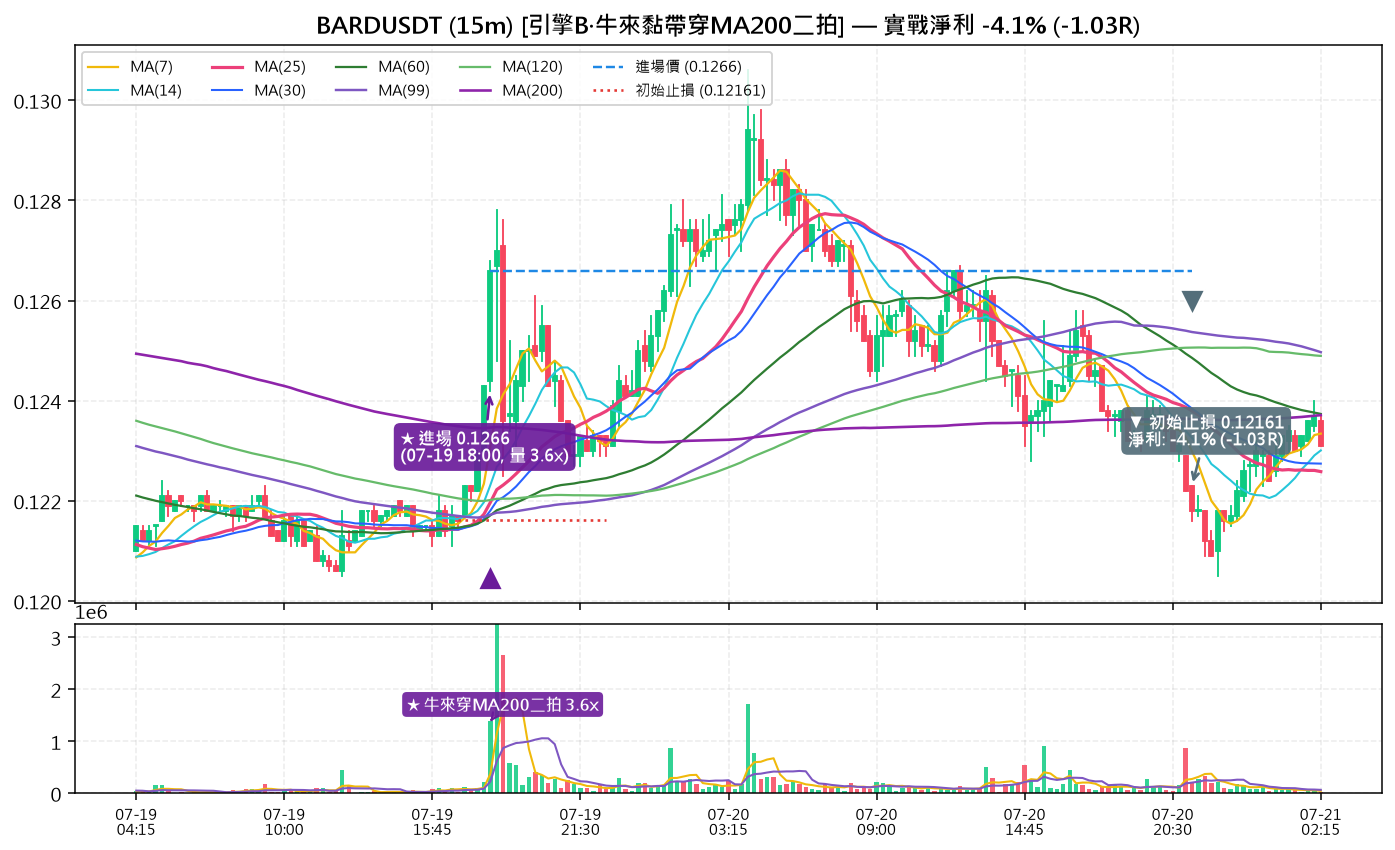 BARDUSDT (15m) [引擎B·牛來黏帶穿MA200二拍] — 實戰淨利 -4.1% (-1.03R)
MA(7) MA(25) MA(60) MA(120) 進場價 (0.1266)
MA(14) MA(30) MA(99) MA(200) 初始止損 (0.12161)
0.130
0.128
0.126
0.124
0.122
0.120
★ 進場 0.1266
(07-19 18:00, 量 3.6x)
▼ 初始止損 0.12161
淨利: -4.1% (-1.03R)
1e6
3
2
1
0
★ 牛來穿MA200二拍 3.6x
07-19 07-19 07-19 07-19 07-20 07-20 07-20 07-20 07-21
04:15 10:00 15:45 21:30 03:15 09:00 14:45 20:30 02:15